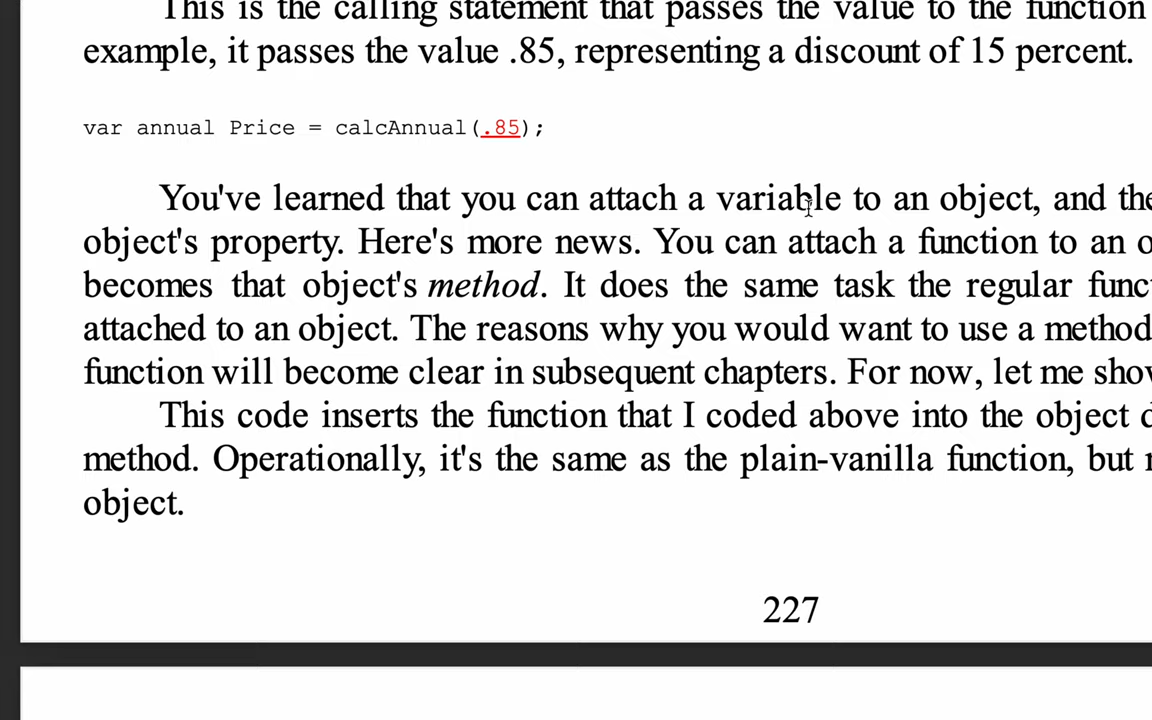 This is the calling statement that passes the value to the function
example, it passes the value .85, representing a discount of 15 percent.
var annual Price = calcAnnual(.85);
You've learned that you can attach a variable to an object, and
object's property. Here's more news. You can attach a function to an
becomes that object's method. It does the same task the regular
attached to an object. The reasons why you would want to use a method
function will become clear in subsequent chapters. For now, let me
This code inserts the function that I coded above into the object
method. Operationally, it's the same as the plain-vanilla function, but
object.
227